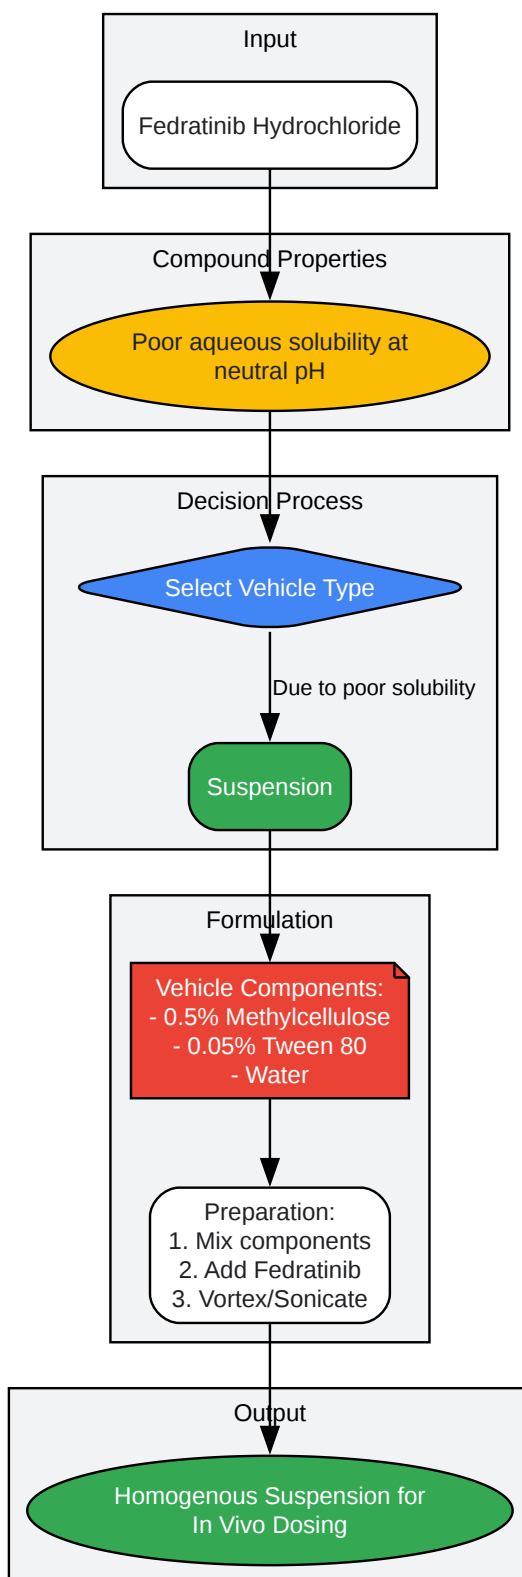 Input
Fedratinib Hydrochloride
Compound Properties
Poor aqueous solubility at
neutral pH
Decision Process
Select Vehicle Type
Due to poor solubility
Suspension
Formulation
Vehicle Components:
- 0.5% Methylcellulose
- 0.05% Tween 80
- Water
Preparation:
1. Mix components
2. Add Fedratinib
3. Vortex/Sonicate
Output
Homogenous Suspension for
In Vivo Dosing